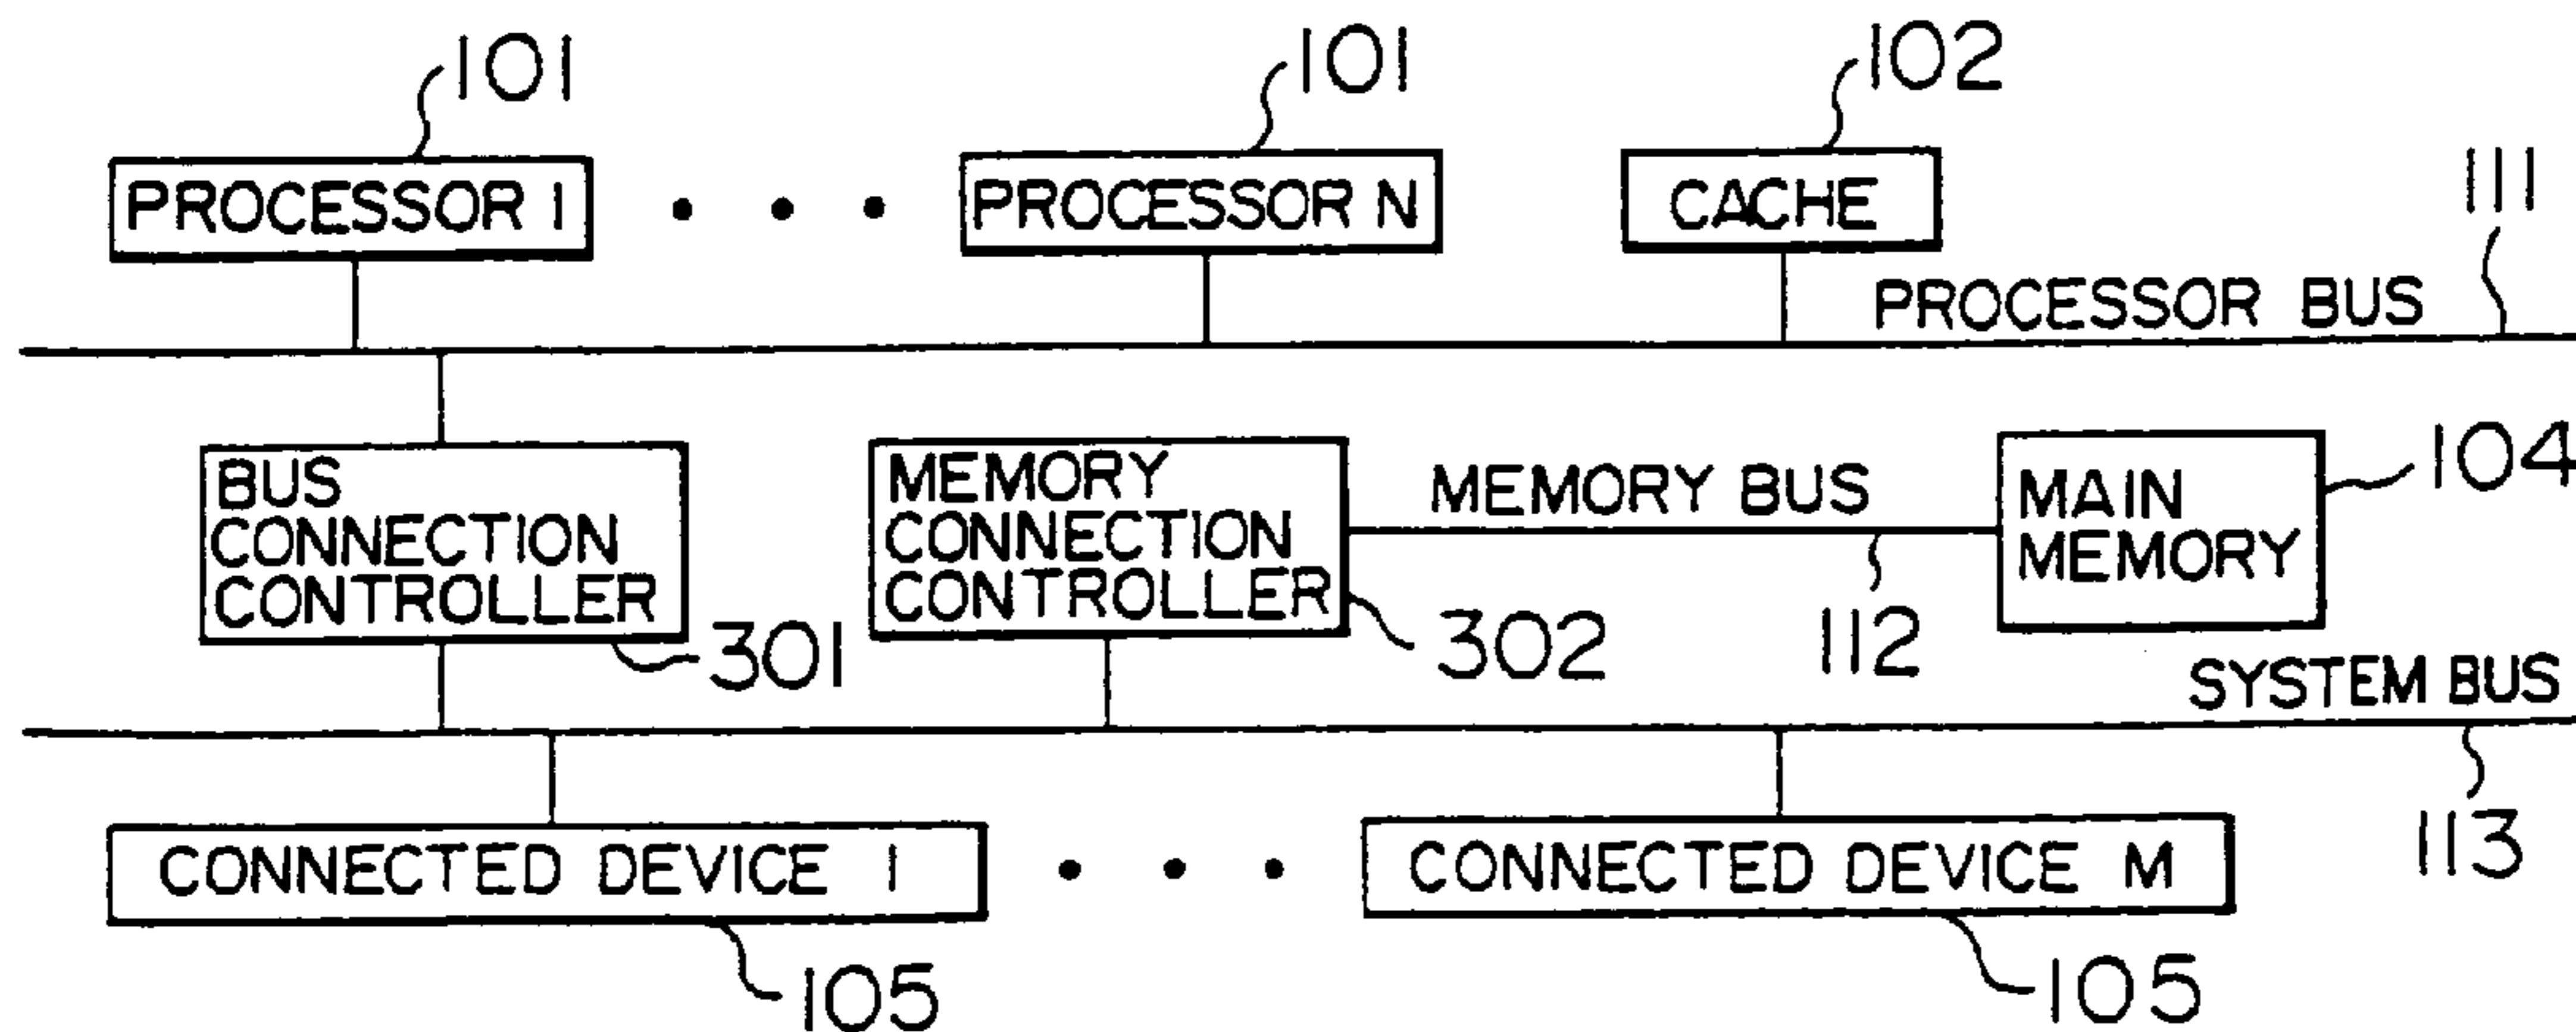 101
101
102
PROCESSOR 1
PROCESSOR N
CACHE
111
PROCESSOR BUS
BUS
CONNECTION
CONTROLLER
301
MEMORY
CONNECTION
CONTROLLER
302
MEMORY BUS
112
MAIN
MEMORY
104
SYSTEM BUS
113
CONNECTED DEVICE 1
CONNECTED DEVICE M
105
105